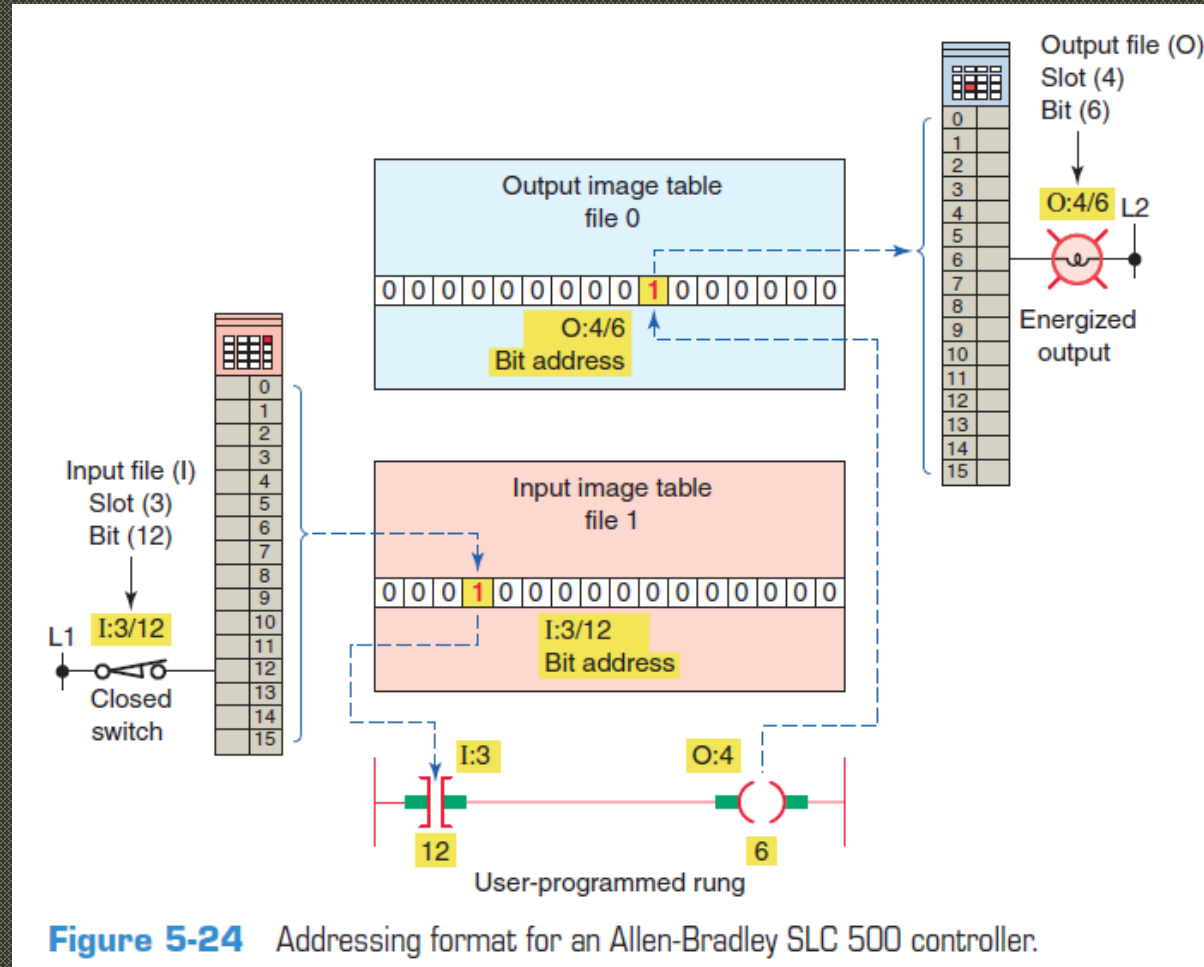 Output file (O)
Slot (4)
Bit (6)
0
1
2
3
4
5
6
7
8
9
10
11
12
13
14
15
O:4/6
L2
Energized
output
Output image table
file 0
0 0 0 0 0 0 0 0 0 1 0 0 0 0 0 0
O:4/6
Bit address
Input file (I)
Slot (3)
Bit (12)
L1
I:3/12
Closed
switch
0
1
2
3
4
5
6
7
8
9
10
11
12
13
14
15
Input image table
file 1
0 0 0 1 0 0 0 0 0 0 0 0 0 0 0 0
I:3/12
Bit address
I:3
O:4
12
6
User-programmed rung
Figure 5-24 Addressing format for an Allen-Bradley SLC 500 controller.